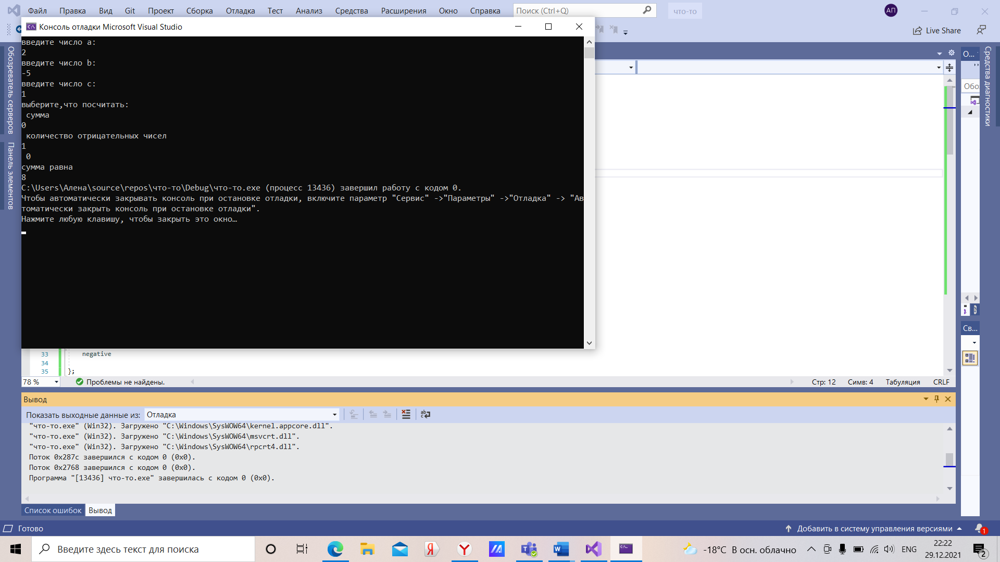 Файл Правка Вид Git Проект Сборка Отладка Тест Анализ Средства Расширения Окно Справка Поиск (Ctrl+Q) что-то АП
Консоль отладки Microsoft Visual Studio
Live Share
введите число a:
2
введите число b:
-5
введите число c:
1
выберите,что посчитать:
сумма
0
количество отрицательных чисел
1
0
сумма равна
8
C:\Users\Алена\source\repos\что-то\Debug\что-то.exe (процесс 13436) завершил работу с кодом 0.
Чтобы автоматически закрывать консоль при остановке отладки, включите параметр "Сервис" ->"Параметры" ->"Отладка" -> "Ав
томатически закрыть консоль при остановке отладки".
Нажмите любую клавишу, чтобы закрыть это окно…
Обозреватель серверов
Панель элементов
О...
Обо
Св...
Средства диагностики
33 negative
34
35 };
78 % Проблемы не найдены. Стр: 12 Симв: 4 Табуляция CRLF
Вывод
Показать выходные данные из: Отладка
"что-то.exe" (Win32). Загружено "C:\Windows\SysWOW64\kernel.appcore.dll".
"что-то.exe" (Win32). Загружено "C:\Windows\SysWOW64\msvcrt.dll".
"что-то.exe" (Win32). Загружено "C:\Windows\SysWOW64\rpcrt4.dll".
Поток 0x287c завершился с кодом 0 (0x0).
Поток 0x2768 завершился с кодом 0 (0x0).
Программа "[13436] что-то.exe" завершилась с кодом 0 (0x0).
Список ошибок Вывод
Готово Добавить в систему управления версиями 1
Введите здесь текст для поиска
-18°C В осн. облачно ENG
22:22
29.12.2021
2